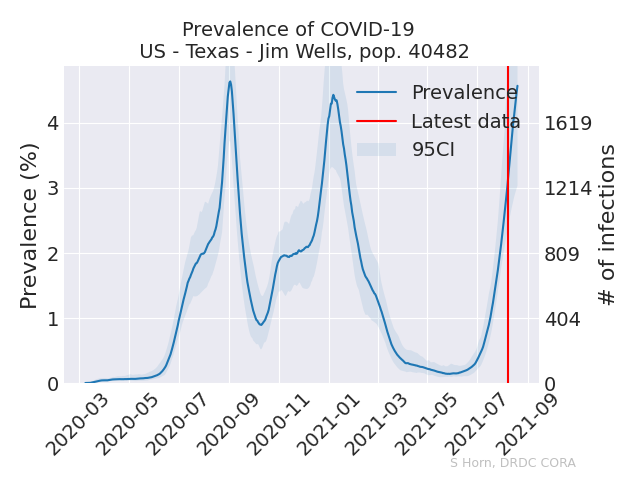 Prevalence of COVID-19
US - Texas - Jim Wells, pop. 40482
Prevalence
Latest data
95CI
Prevalence (%)
0
1
2
3
4
# of infections
0
404
809
1214
1619
2020-03
2020-05
2020-07
2020-09
2020-11
2021-01
2021-03
2021-05
2021-07
2021-09
S Horn, DRDC CORA